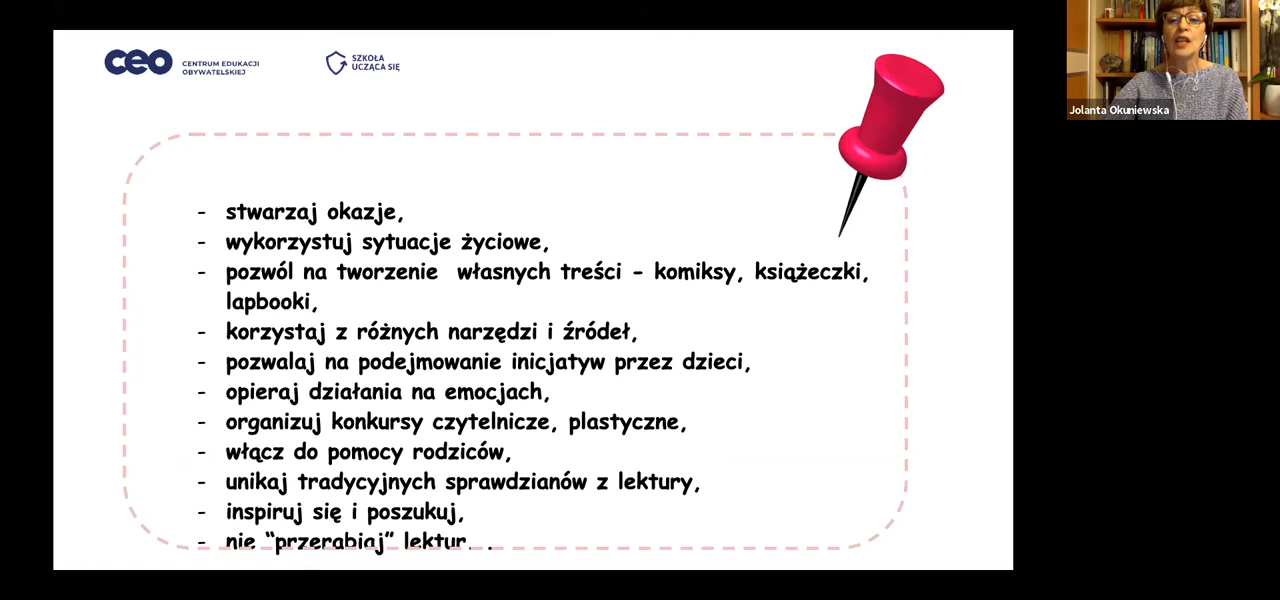 ceo CENTRUM EDUKACJI
OBYWATELSKIEJ
SZKOŁA
UCZĄCA SIĘ
Jolanta Okuniewska
- stwarzaj okazje,
- wykorzystuj sytuacje życiowe,
- pozwól na tworzenie własnych treści - komiksy, książeczki,
lapbooki,
- korzystaj z różnych narzędzi i źródeł,
- pozwalaj na podejmowanie inicjatyw przez dzieci,
- opieraj działania na emocjach,
- organizuj konkursy czytelnicze, plastyczne,
- włącz do pomocy rodziców,
- unikaj tradycyjnych sprawdzianów z lektury,
- inspiruj się i poszukuj,
- nie “przerabiaj” lektur...